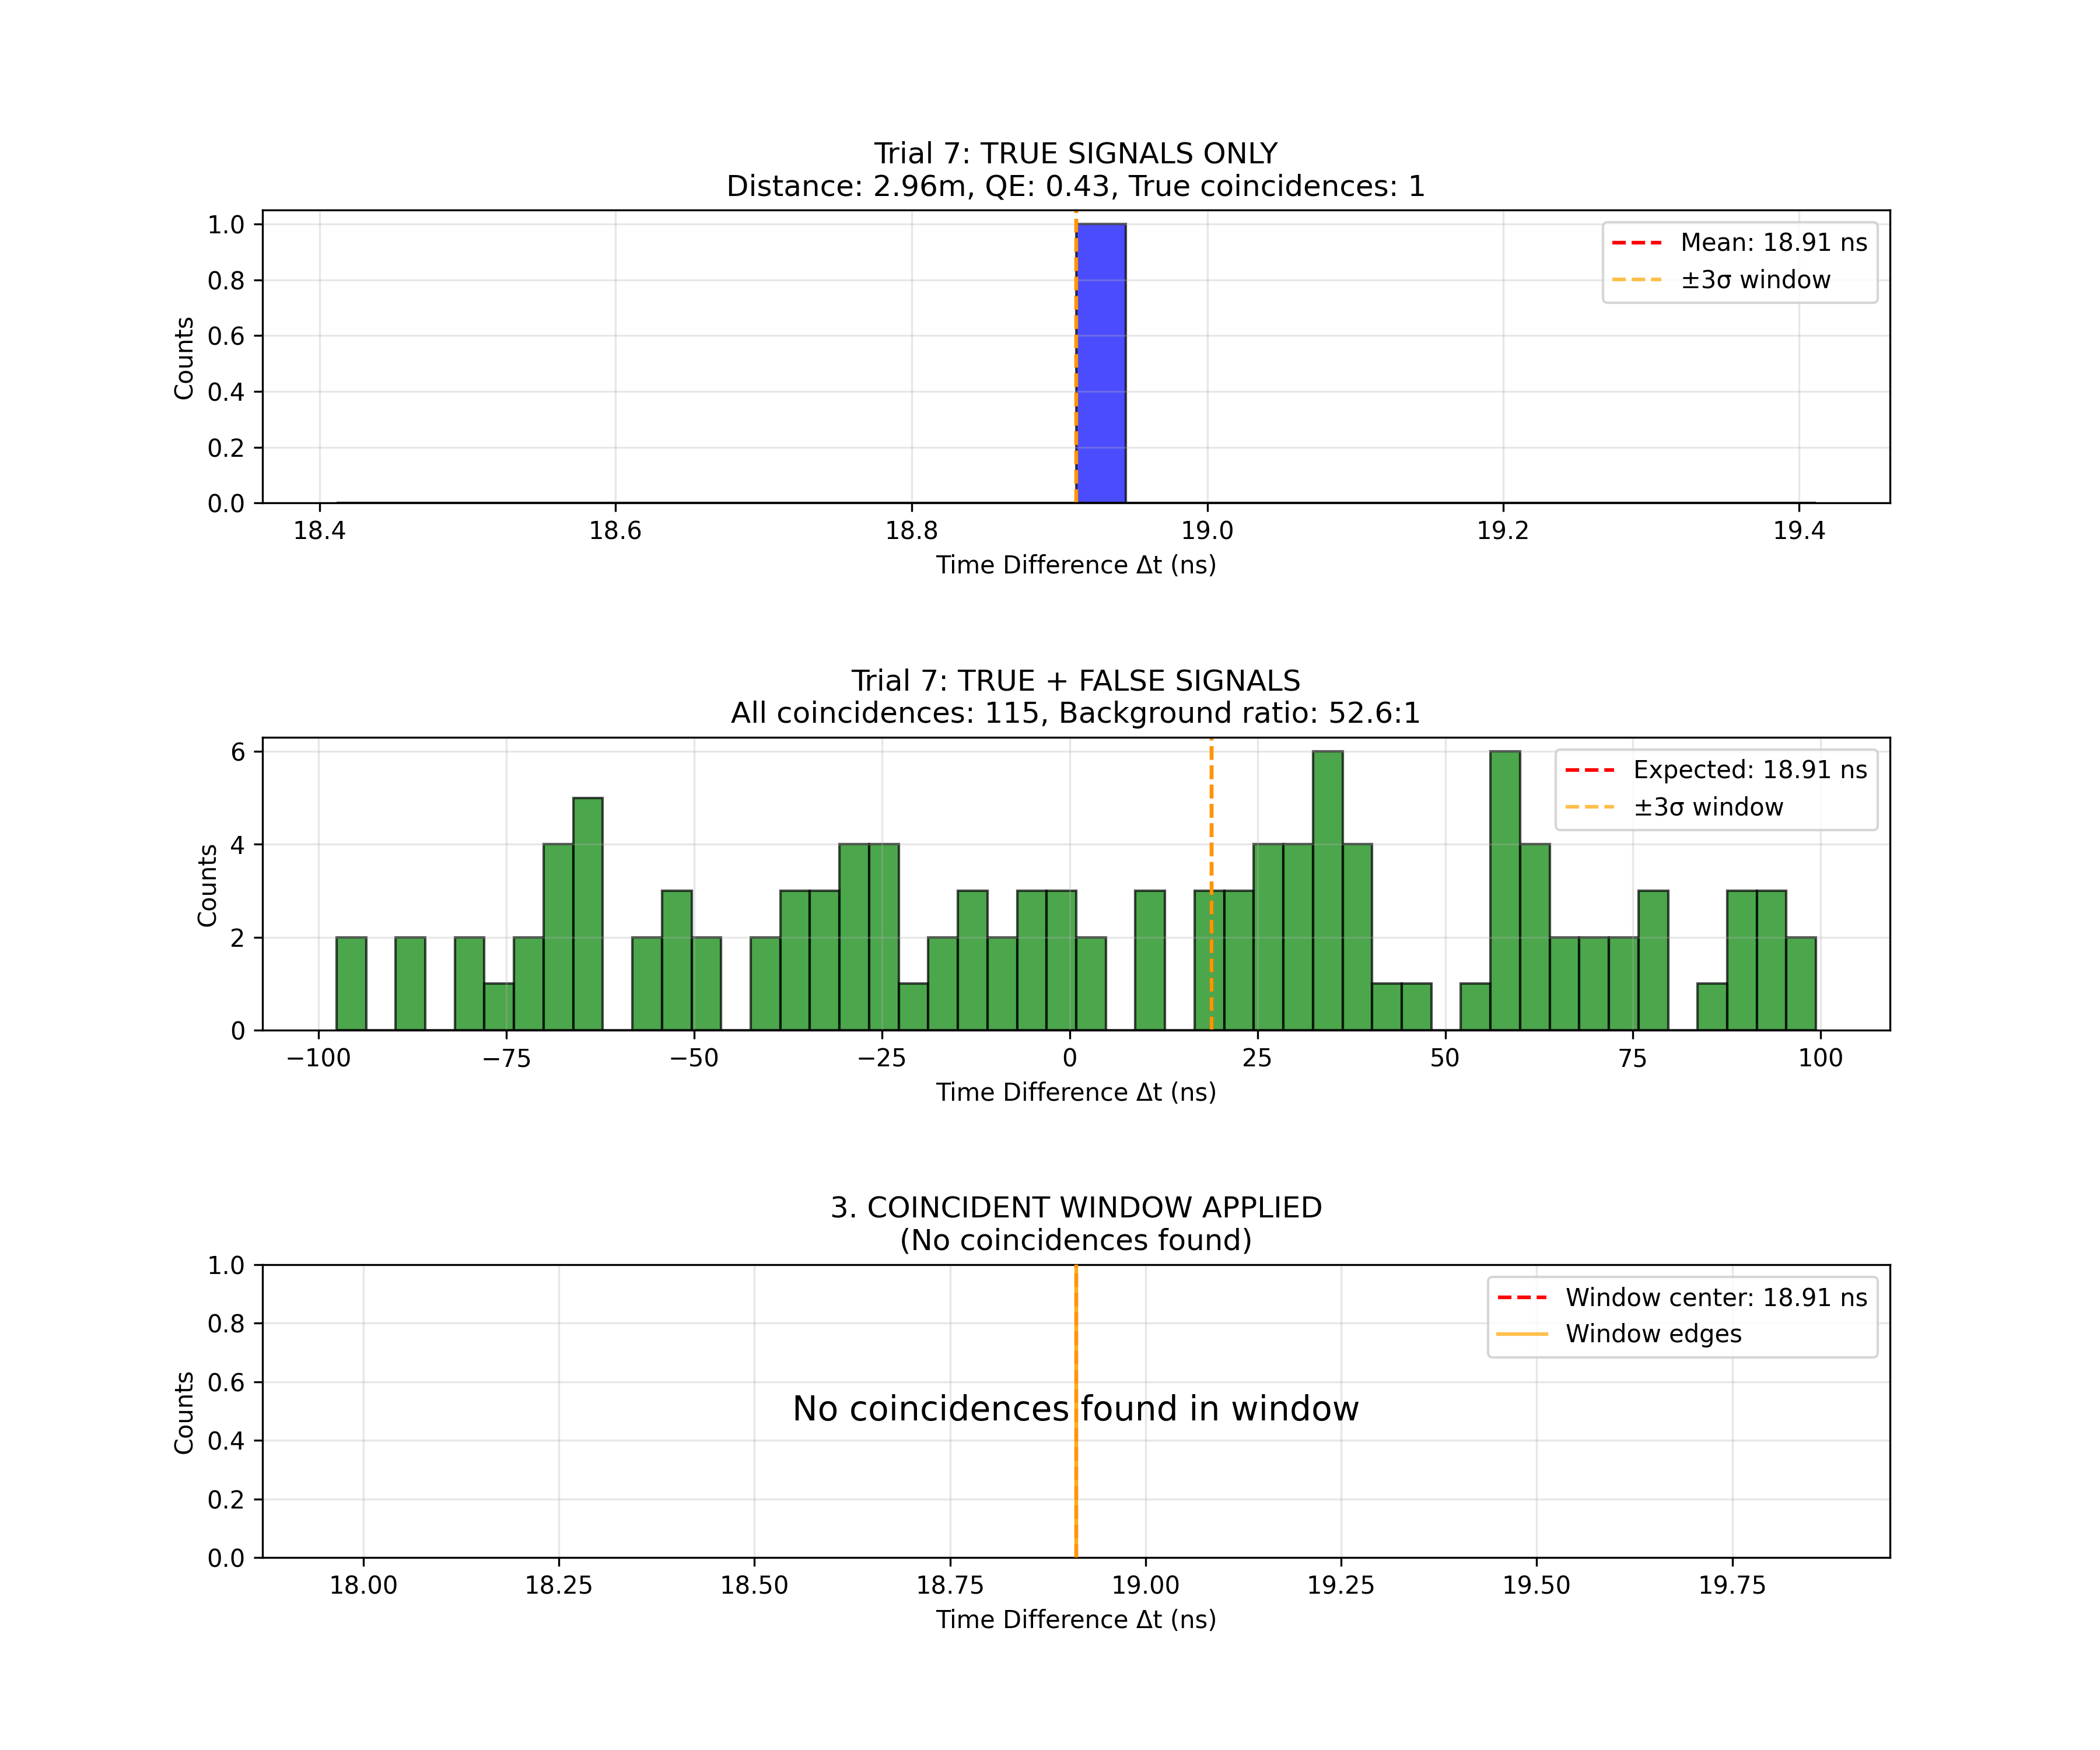 Trial 7: TRUE SIGNALS ONLY
Distance: 2.96m, QE: 0.43, True coincidences: 1
Counts
1.0
0.8
0.6
0.4
0.2
0.0
Mean: 18.91 ns
±3σ window
18.4 18.6 18.8 19.0 19.2 19.4
Time Difference Δt (ns)
Trial 7: TRUE + FALSE SIGNALS
All coincidences: 115, Background ratio: 52.6:1
Counts
6
4
2
0
Expected: 18.91 ns
±3σ window
−100 −75 −50 −25 0 25 50 75 100
Time Difference Δt (ns)
3. COINCIDENT WINDOW APPLIED
(No coincidences found)
Counts
1.0
0.8
0.6
0.4
0.2
0.0
Window center: 18.91 ns
Window edges
No coincidences found in window
18.00 18.25 18.50 18.75 19.00 19.25 19.50 19.75
Time Difference Δt (ns)